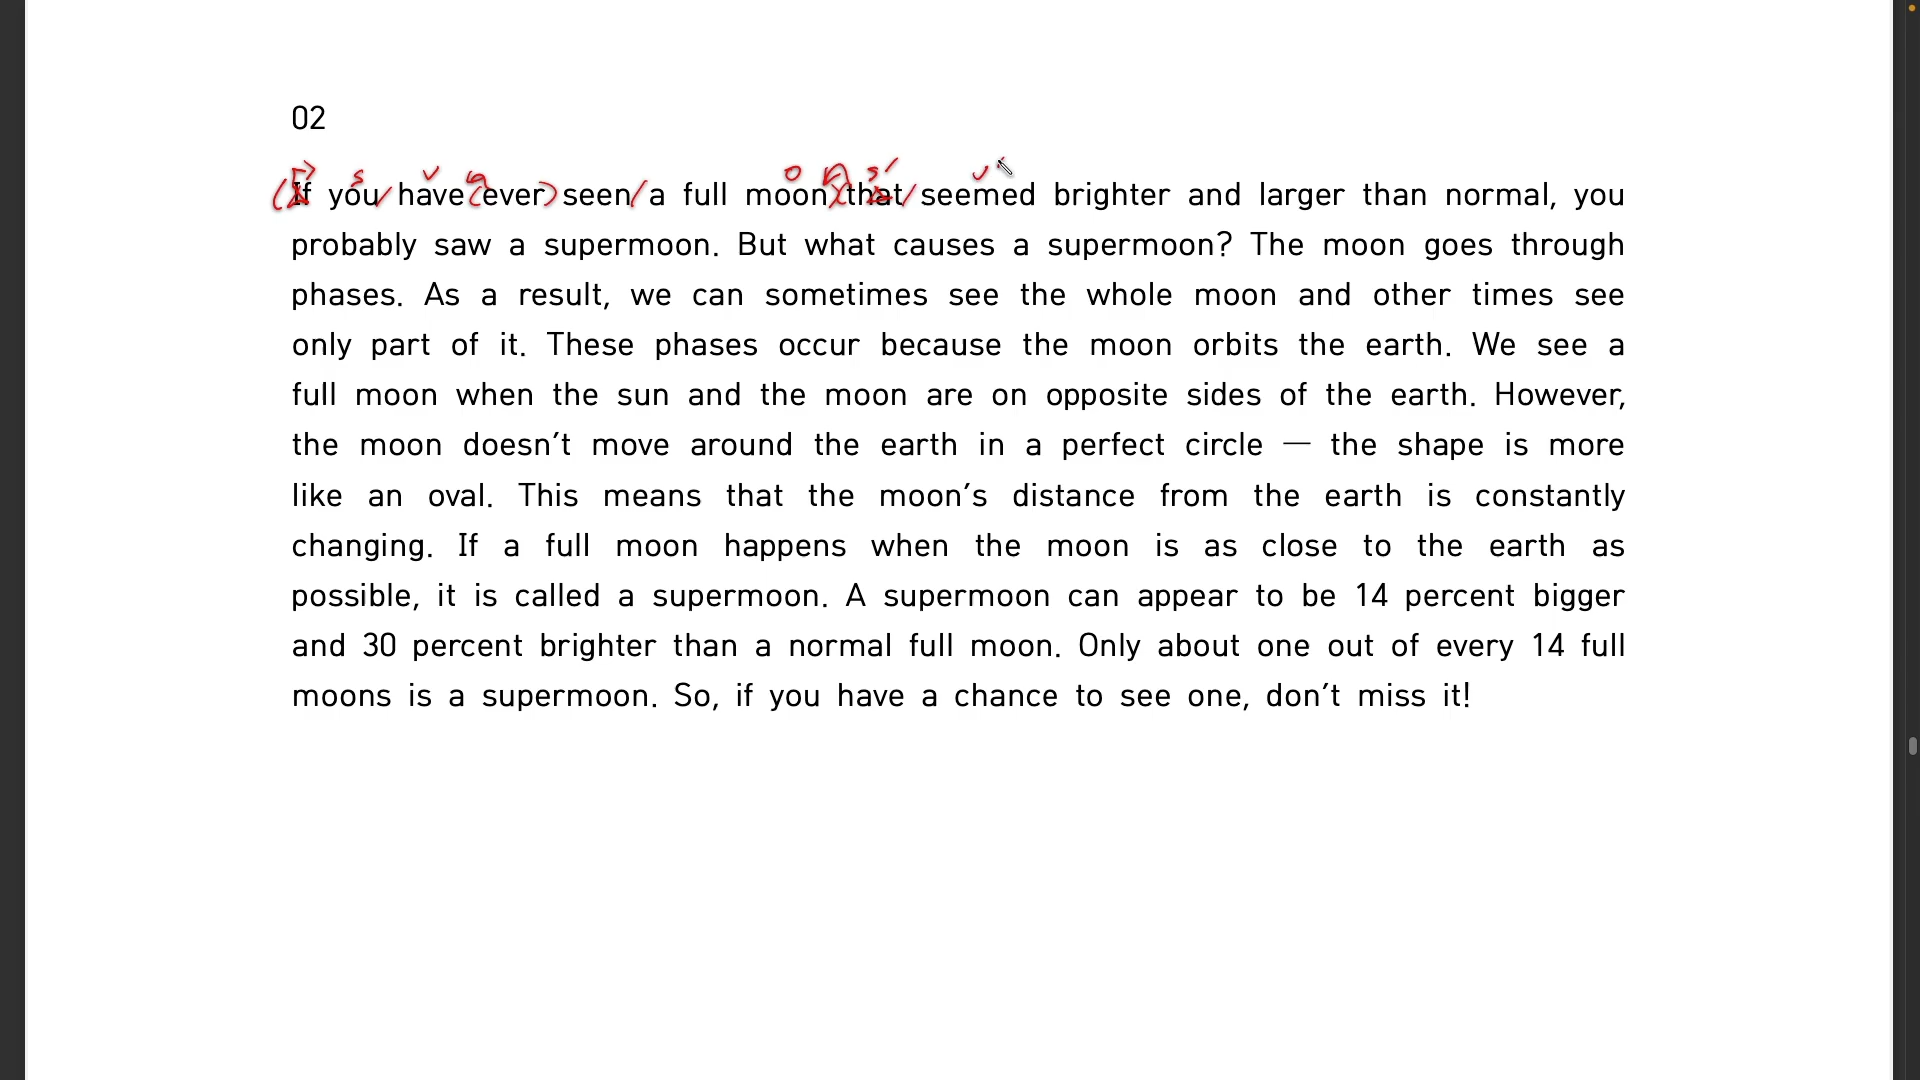 02
If you have ever seen a full moon that seemed brighter and larger than normal, you
probably saw a supermoon. But what causes a supermoon? The moon goes through
phases. As a result, we can sometimes see the whole moon and other times see
only part of it. These phases occur because the moon orbits the earth. We see a
full moon when the sun and the moon are on opposite sides of the earth. However,
the moon doesn’t move around the earth in a perfect circle — the shape is more
like an oval. This means that the moon’s distance from the earth is constantly
changing. If a full moon happens when the moon is as close to the earth as
possible, it is called a supermoon. A supermoon can appear to be 14 percent bigger
and 30 percent brighter than a normal full moon. Only about one out of every 14 full
moons is a supermoon. So, if you have a chance to see one, don’t miss it!